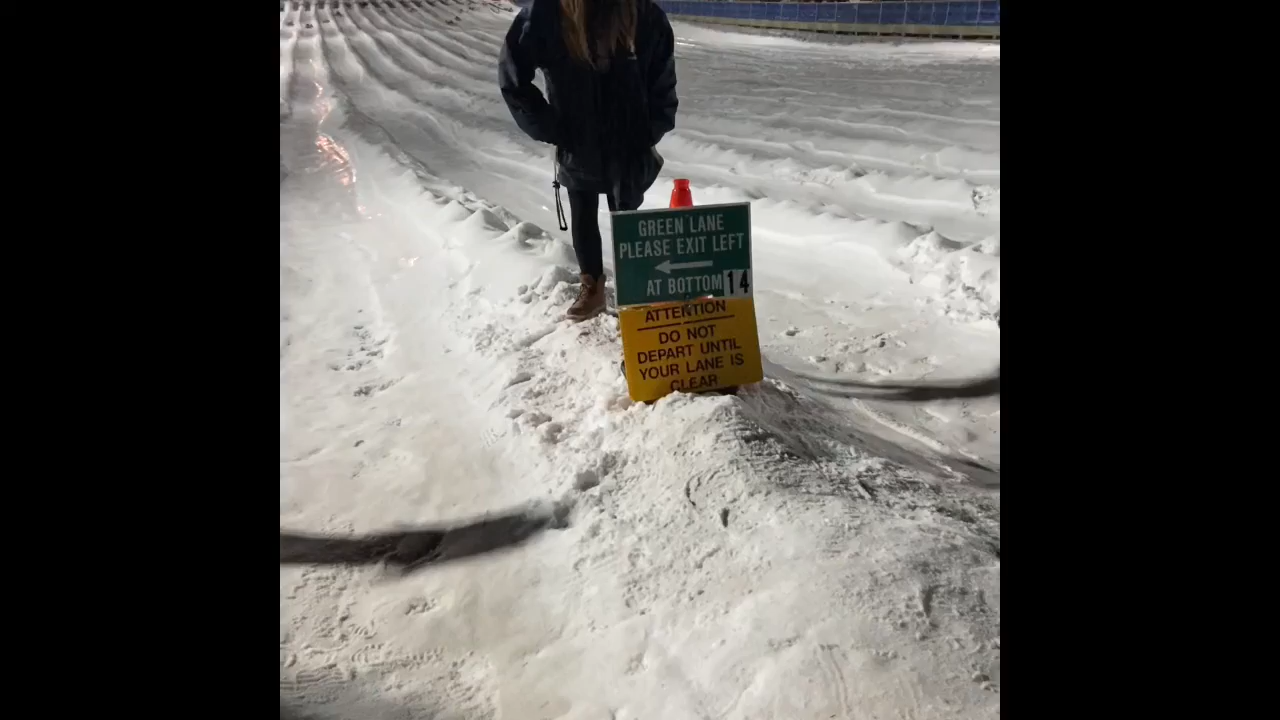 GREEN LANE
PLEASE EXIT LEFT
AT BOTTOM 14
ATTENTION
DO NOT
DEPART UNTIL
YOUR LANE IS
CLEAR